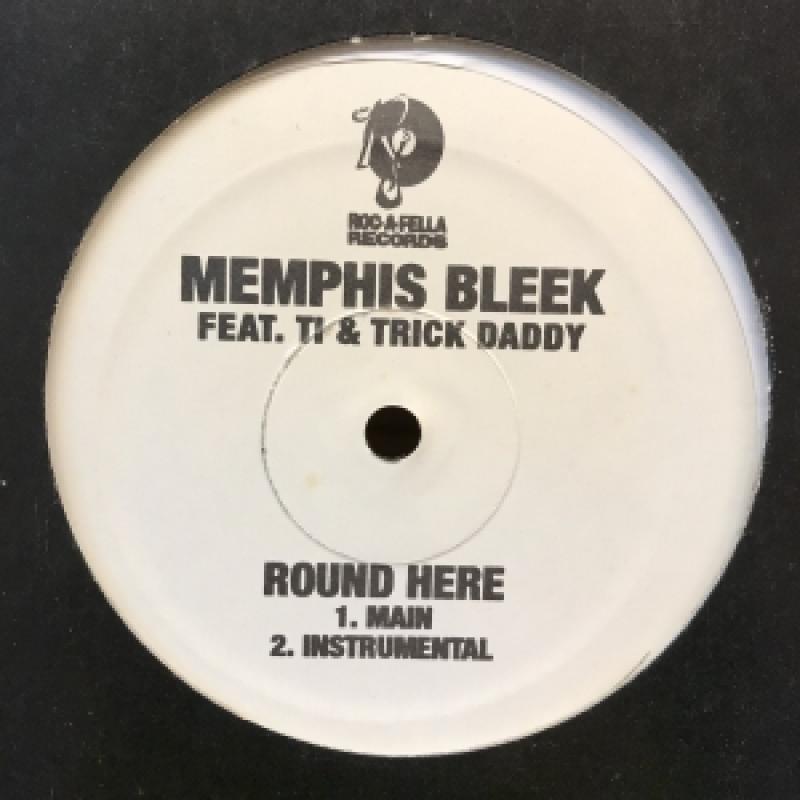 ROC-A-FELLA
RECORDS
MEMPHIS BLEEK
FEAT. TI & TRICK DADDY
ROUND HERE
1. MAIN
2. INSTRUMENTAL